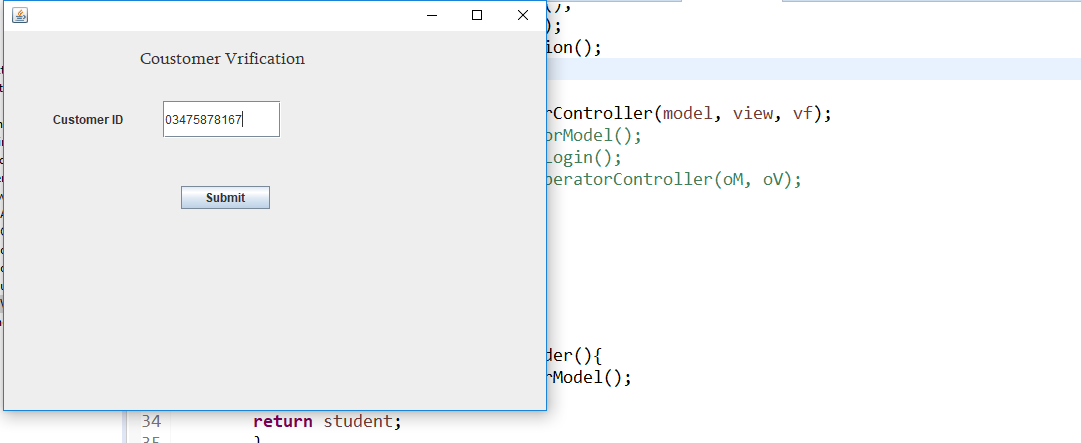 Coustomer Vrification
Customer ID
03475878167
Submit
();
);
ion();
rController(model, view, vf);
orModel();
Login();
peratorController(oM, oV);
der(){
rModel();
34 return student;
35 }